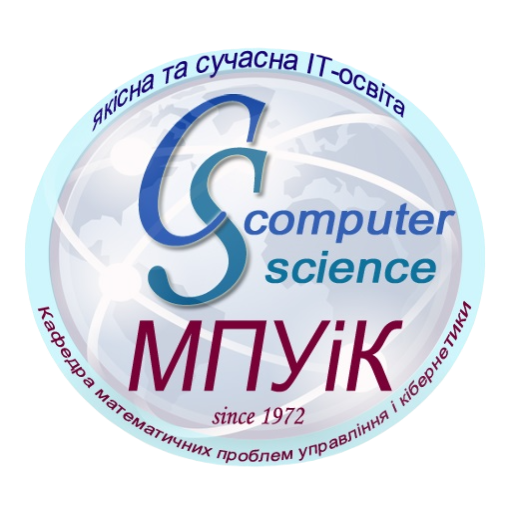 якісна та сучасна ІТ-освіта
CS
computer
science
МПУіК
since 1972
Кафедра математичних проблем управління і кібернетики